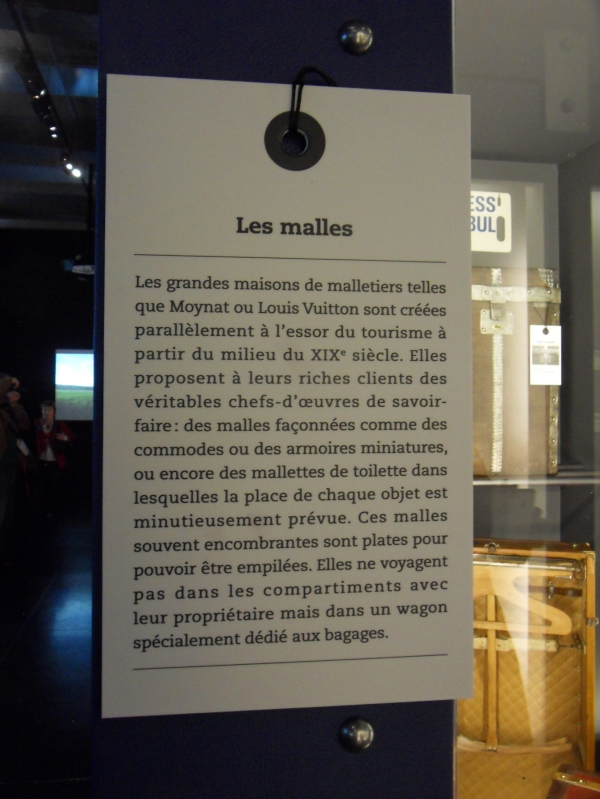 Les malles
Les grandes maisons de malletiers telles
que Moynat ou Louis Vuitton sont créées
parallèlement à l'essor du tourisme à
partir du milieu du XIXᵉ siècle. Elles
proposent à leurs riches clients des
véritables chefs-d'œuvres de savoir-
faire : des malles façonnées comme des
commodes ou des armoires miniatures,
ou encore des mallettes de toilette dans
lesquelles la place de chaque objet est
minutieusement prévue. Ces malles
souvent encombrantes sont plates pour
pouvoir être empilées. Elles ne voyagent
pas dans les compartiments avec
leur propriétaire mais dans un wagon
spécialement dédié aux bagages.
ESS
BUL